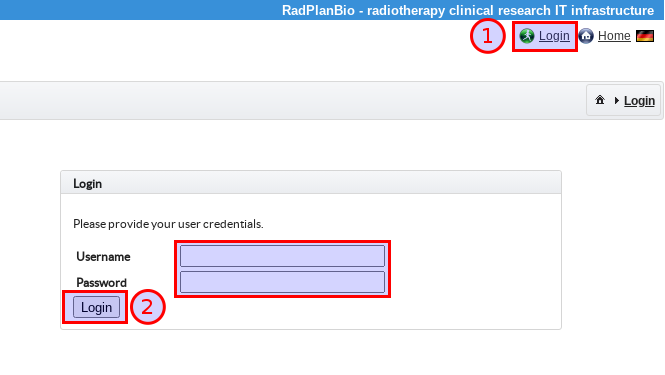 RadPlanBio - radiotherapy clinical research IT infrastructure
1 Login Home
Login
Login
Please provide your user credentials.
Username
Password
Login 2